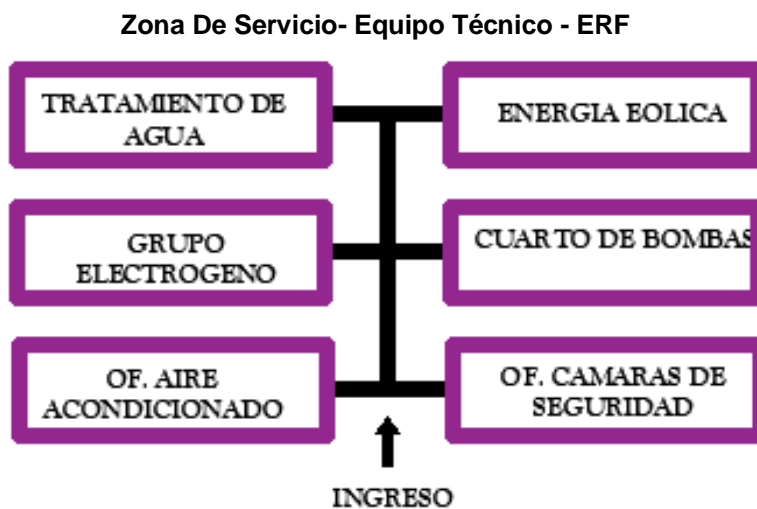 Zona De Servicio- Equipo Técnico - ERF
TRATAMIENTO DE
AGUA
ENERGIA EOLICA
GRUPO
ELECTROGENO
CUARTO DE BOMBAS
OF. AIRE
ACONDICIONADO
OF. CAMARAS DE
SEGURIDAD
INGRESO